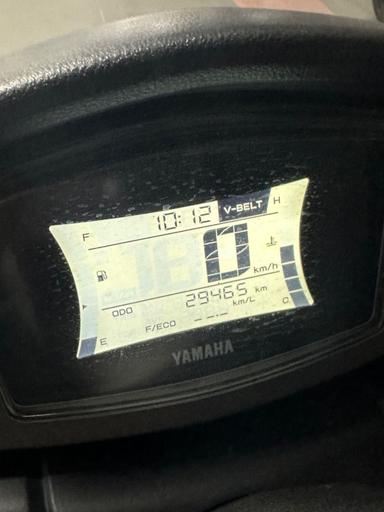 F 10:12 V-BELT H
0 km/h
ODO 29465 km
F/ECO --.- km/L
E C
YAMAHA